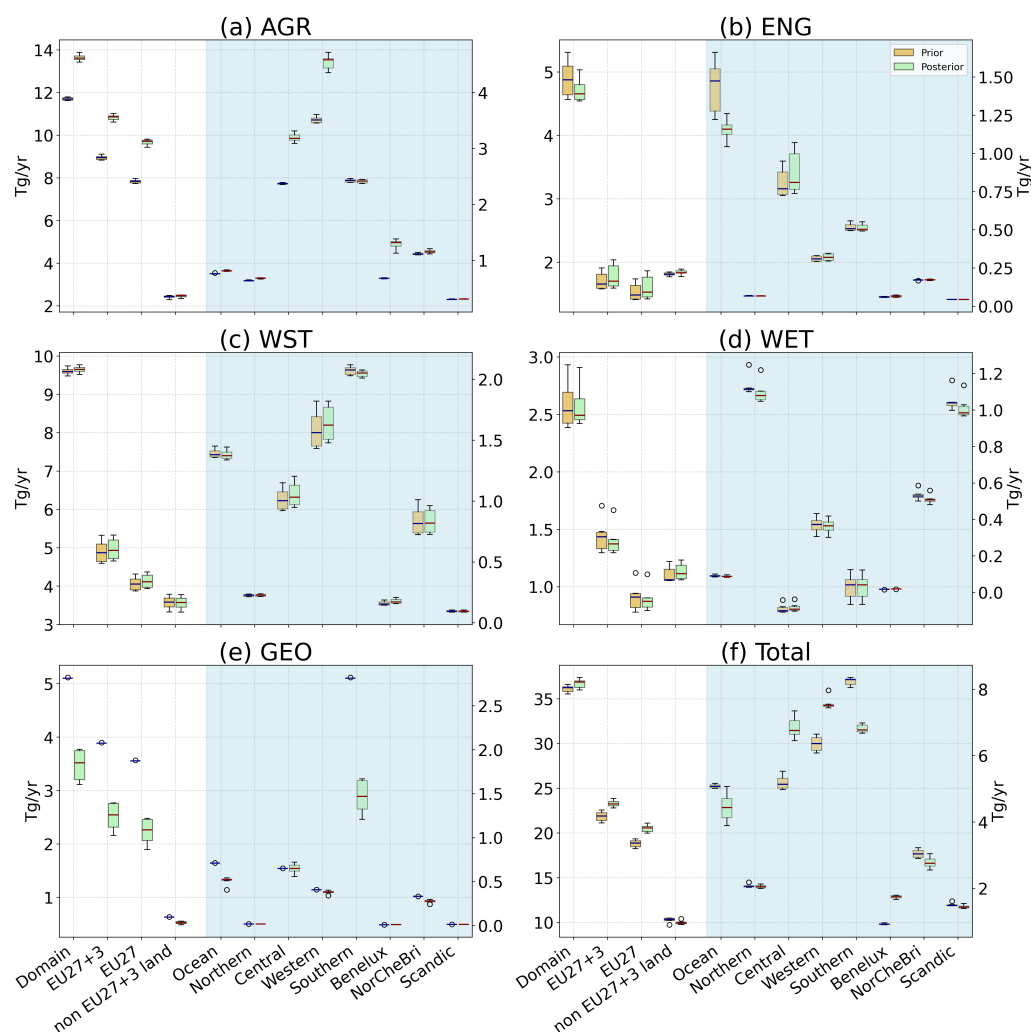 (a) AGR
(b) ENG
14
12
10
8
6
4
2
Tg/yr
4
3
2
1
5
4
3
2
Tg/yr
1.50
1.25
1.00
0.75
0.50
0.25
0.00
Tg/yr
Prior
Posterior
(c) WST
(d) WET
10
9
8
7
6
5
4
3
Tg/yr
2.0
1.5
1.0
0.5
0.0
3.0
2.5
2.0
1.5
1.0
1.2
1.0
0.8
0.6
0.4
0.2
0.0
Tg/yr
(e) GEO
(f) Total
5
4
3
2
1
2.5
2.0
1.5
1.0
0.5
0.0
35
30
25
20
15
10
8
6
4
2
Tg/yr
Domain
EU27+3
EU27
non EU27+3 land
Ocean
Northern
Central
Western
Southern
Benelux
NorCheBri
Scandic
Domain
EU27+3
EU27
non EU27+3 land
Ocean
Northern
Central
Western
Southern
Benelux
NorCheBri
Scandic